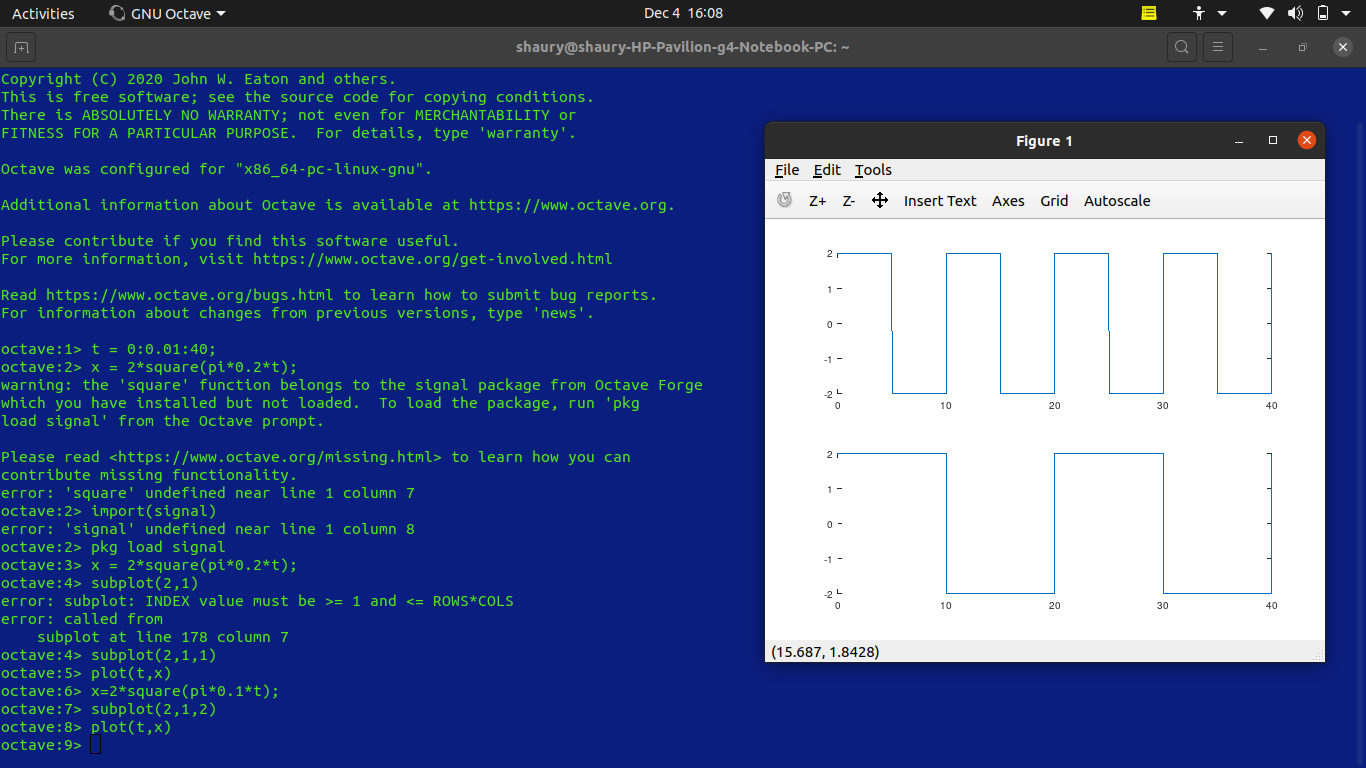 Activities GNU Octave Dec 4 16:08
shaury@shaury-HP-Pavilion-g4-Notebook-PC: ~
Copyright (C) 2020 John W. Eaton and others.
This is free software; see the source code for copying conditions.
There is ABSOLUTELY NO WARRANTY; not even for MERCHANTABILITY or
FITNESS FOR A PARTICULAR PURPOSE.  For details, type 'warranty'.
Octave was configured for "x86_64-pc-linux-gnu".
Additional information about Octave is available at https://www.octave.org.
Please contribute if you find this software useful.
For more information, visit https://www.octave.org/get-involved.html
Read https://www.octave.org/bugs.html to learn how to submit bug reports.
For information about changes from previous versions, type 'news'.
octave:1> t = 0:0.01:40;
octave:2> x = 2*square(pi*0.2*t);
warning: the 'square' function belongs to the signal package from Octave Forge
which you have installed but not loaded.  To load the package, run 'pkg
load signal' from the Octave prompt.
Please read <https://www.octave.org/missing.html> to learn how you can
contribute missing functionality.
error: 'square' undefined near line 1 column 7
octave:2> import(signal)
error: 'signal' undefined near line 1 column 8
octave:2> pkg load signal
octave:3> x = 2*square(pi*0.2*t);
octave:4> subplot(2,1)
error: subplot: INDEX value must be >= 1 and <= ROWS*COLS
error: called from
    subplot at line 178 column 7
octave:4> subplot(2,1,1)
octave:5> plot(t,x)
octave:6> x=2*square(pi*0.1*t);
octave:7> subplot(2,1,2)
octave:8> plot(t,x)
octave:9>
Figure 1
File Edit Tools
Z+ Z- Insert Text Axes Grid Autoscale
2
1
0
-1
-2
0 10 20 30 40
2
1
0
-1
-2
0 10 20 30 40
(15.687, 1.8428)